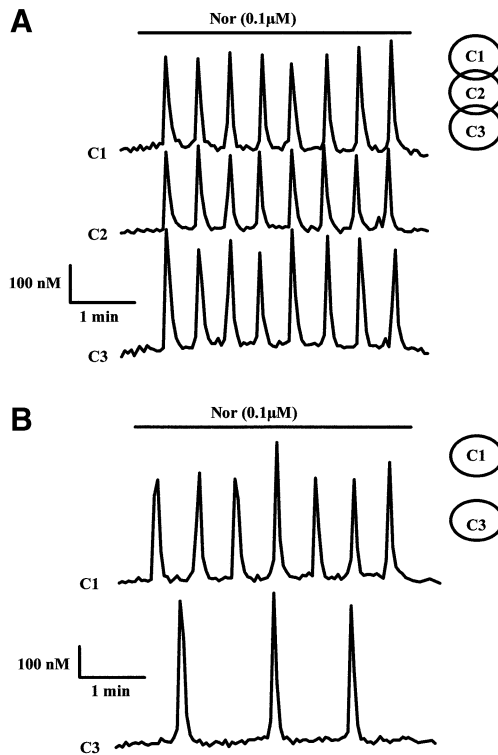 A
Nor (0.1μM)
C1
C2
C3
C1
C2
C3
100 nM
1 min
B
Nor (0.1μM)
C1
C3
C1
C3
100 nM
1 min